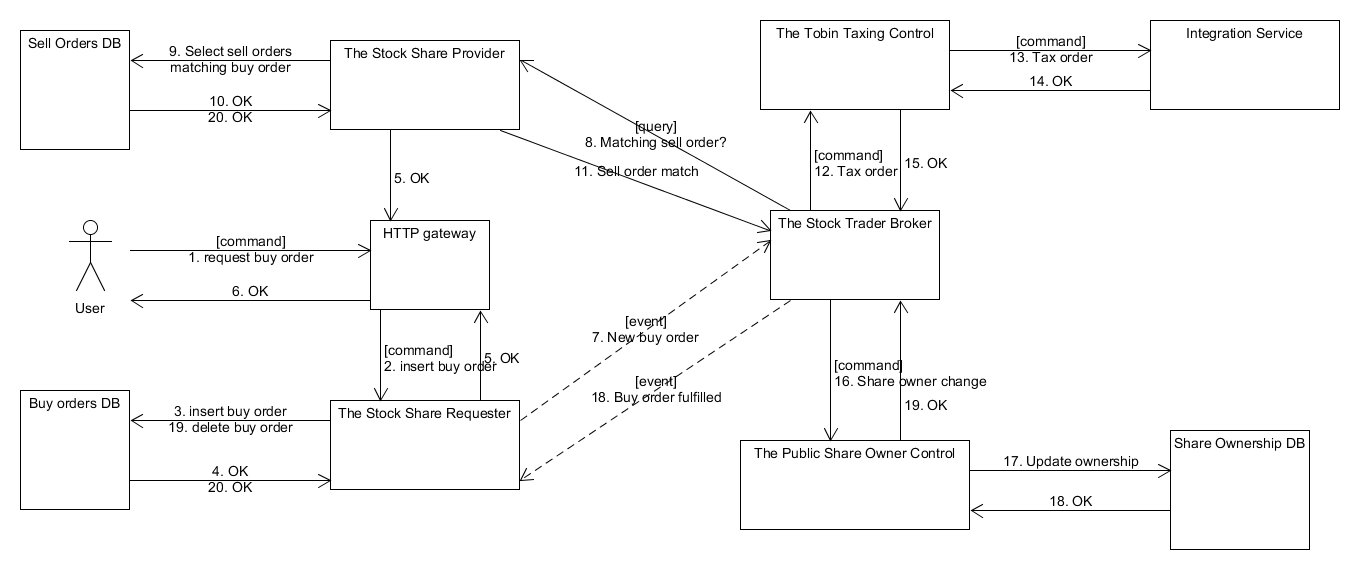 Sell Orders DB
9. Select sell orders
matching buy order
10. OK
20. OK
The Stock Share Provider
The Tobin Taxing Control
[command]
13. Tax order
14. OK
Integration Service
[query]
8. Matching sell order?
11. Sell order match
[command]
12. Tax order
15. OK
5. OK
User
[command]
1. request buy order
6. OK
HTTP gateway
The Stock Trader Broker
[command]
2. insert buy order
5. OK
[event]
7. New buy order
[event]
18. Buy order fulfilled
[command]
16. Share owner change
19. OK
Buy orders DB
3. insert buy order
19. delete buy order
4. OK
20. OK
The Stock Share Requester
The Public Share Owner Control
17. Update ownership
18. OK
Share Ownership DB